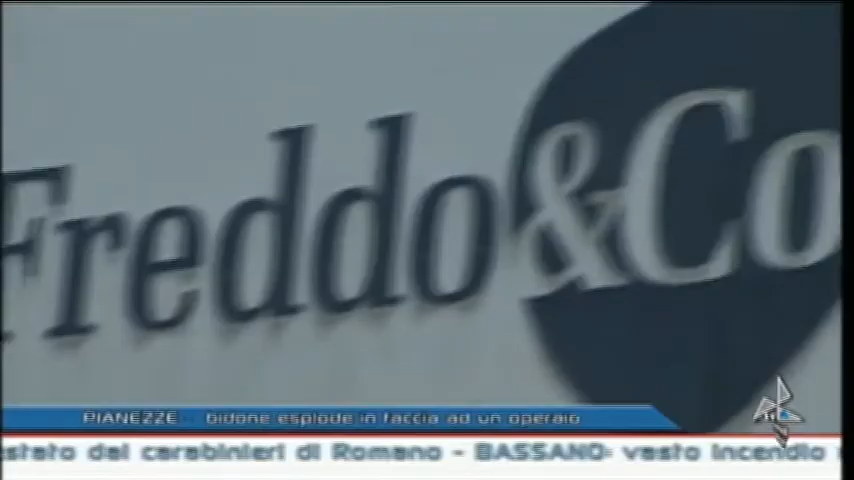 Freddo&Co
PIANEZZE - bidone esplode in faccia ad un operaio
stato dai carabinieri di Romano - BASSANO: vasto incendio